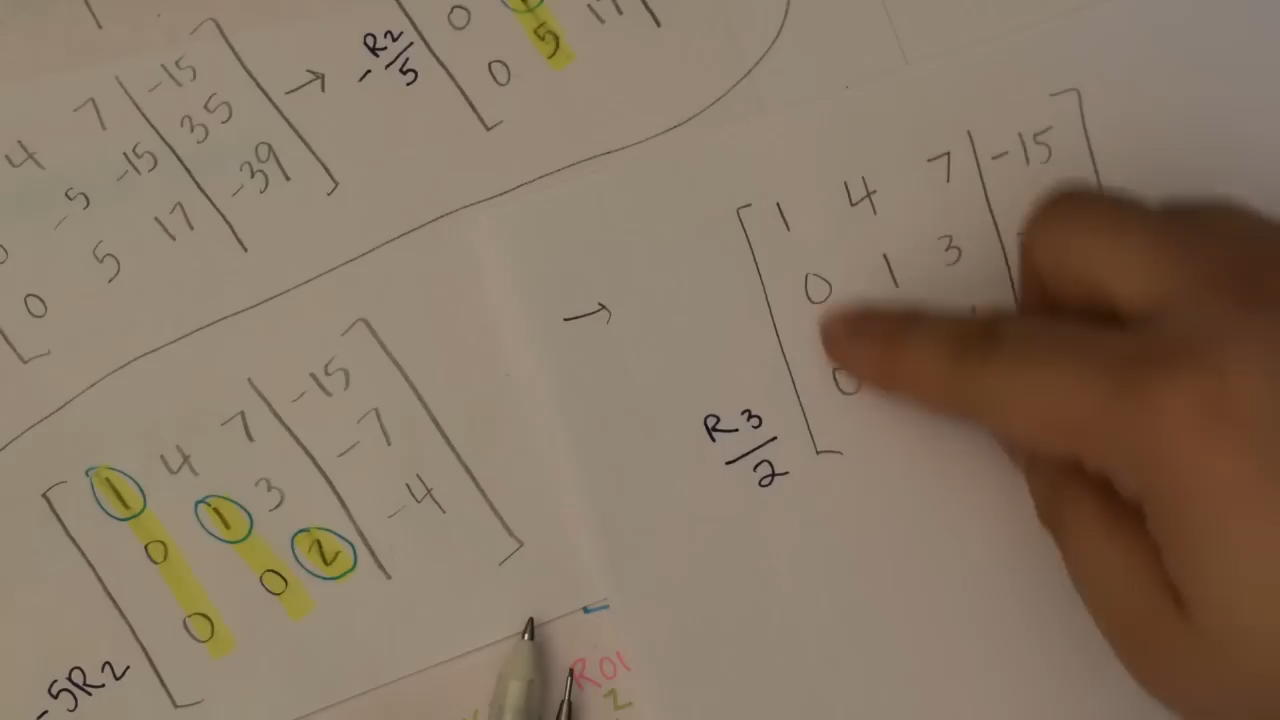 4 7 | -15
-5 -15 | 35
0 5 17 | -39
→ -R2/5
0
0 5 17
1 4 7 | -15
0 1 3 | -7
0 0 2 | -4
-5R2
→ R3/2
1 4 7 | -15
0 1 3
0
R01
2